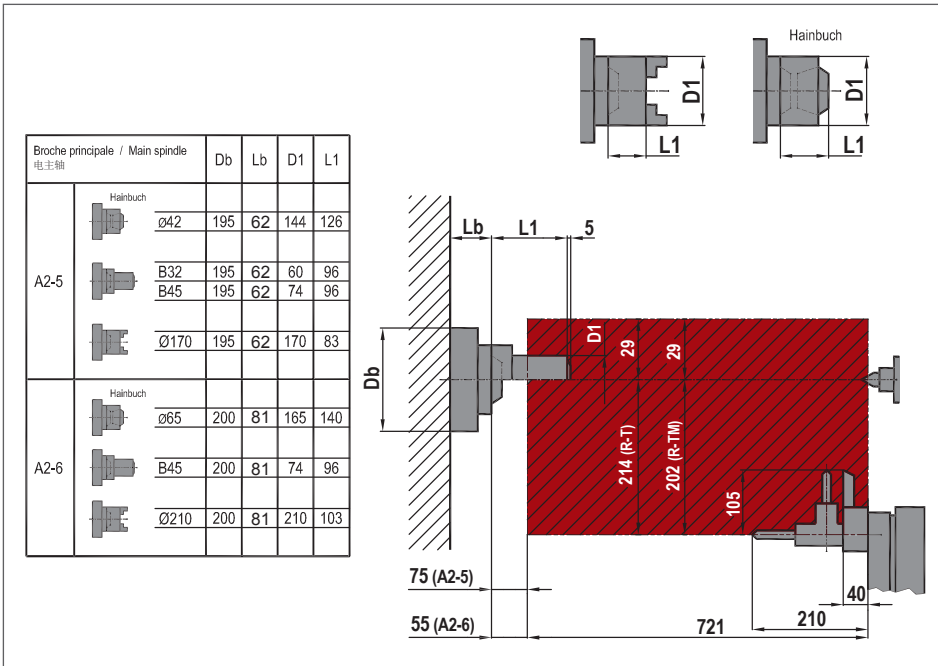 Hainbuch
D1
D1
L1
L1
Broche principale / Main spindle
电主轴
Db Lb D1 L1
A2-5
Hainbuch
Ø42 195 62 144 126
B32 195 62 60 96
B45 195 62 74 96
Ø170 195 62 170 83
A2-6
Hainbuch
Ø65 200 81 165 140
B45 200 81 74 96
Ø210 200 81 210 103
Lb L1 5
Db
D1
29
29
214 (R-T)
202 (R-TM)
105
75 (A2-5)
40
55 (A2-6)
210
721